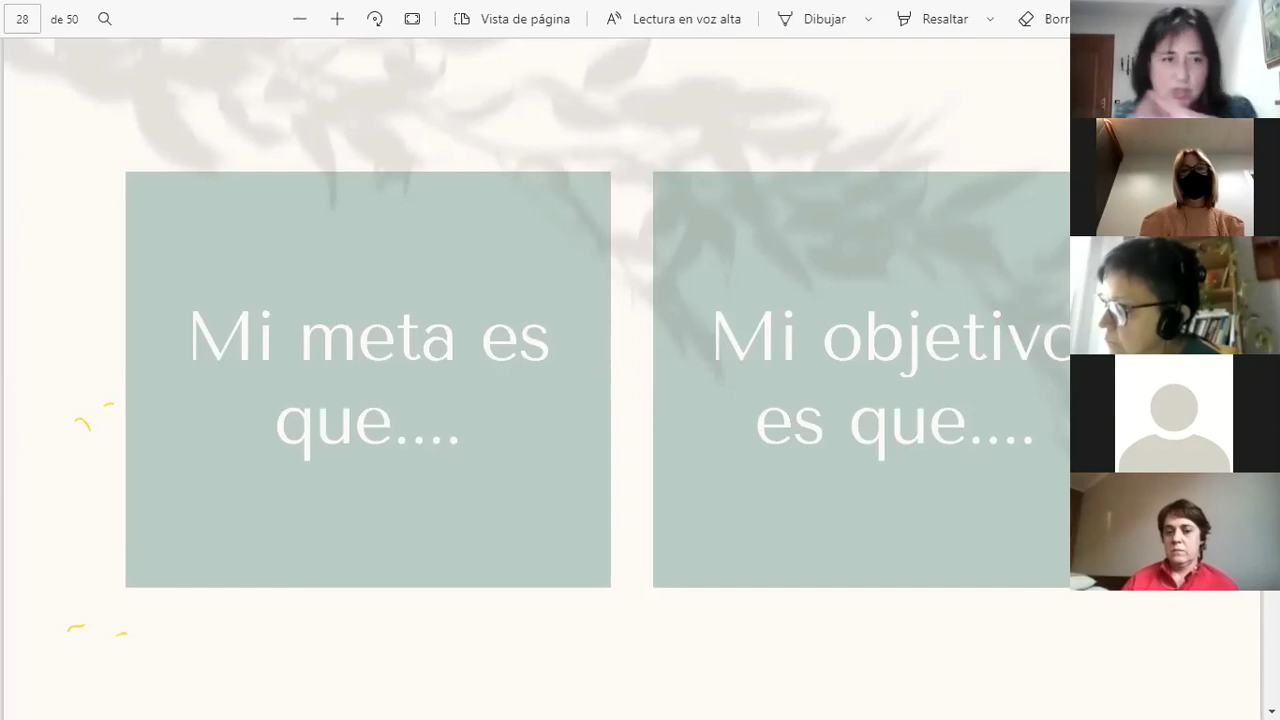 28 de 50 Vista de página Lectura en voz alta Dibujar Resaltar
Mi meta es
que....
Mi objetivo
es que....